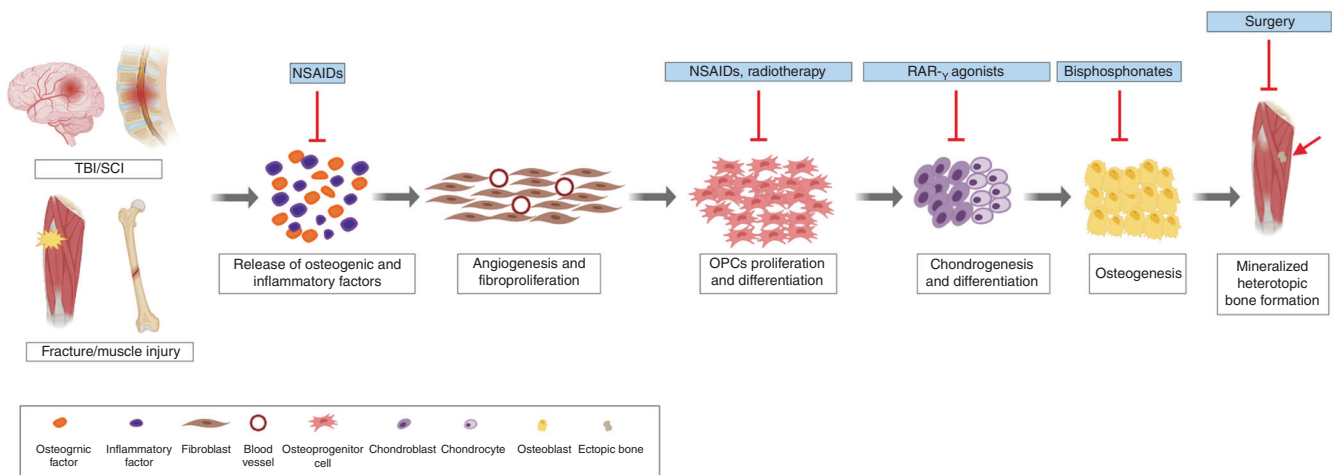 Surgery
NSAIDs
NSAIDs, radiotherapy
RAR-γ agonists
Bisphosphonates
TBI/SCI
Fracture/muscle injury
Release of osteogenic and
inflammatory factors
Angiogenesis and
fibroproliferation
OPCs proliferation
and differentiation
Chondrogenesis
and differentiation
Osteogenesis
Mineralized
heterotopic
bone formation
Osteogrnic
factor
Inflammatory
factor
Fibroblast
Blood
vessel
Osteoprogenitor
cell
Chondroblast
Chondrocyte
Osteoblast
Ectopic bone